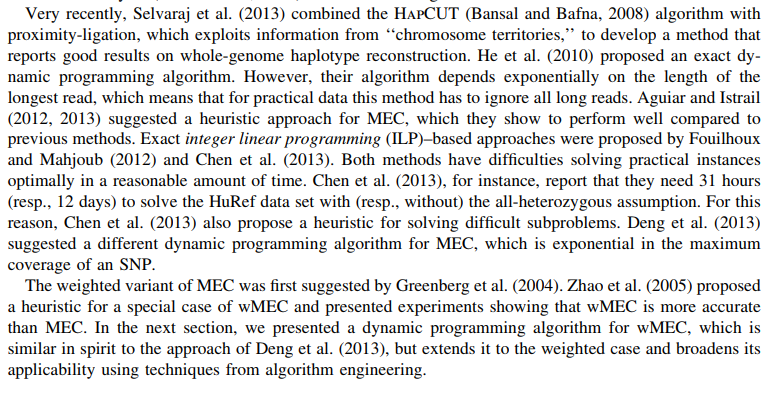 Very recently, Selvaraj et al. (2013) combined the HAPCUT (Bansal and Bafna, 2008) algorithm with
proximity-ligation, which exploits information from ‘‘chromosome territories,’’ to develop a method that
reports good results on whole-genome haplotype reconstruction. He et al. (2010) proposed an exact dy-
namic programming algorithm. However, their algorithm depends exponentially on the length of the
longest read, which means that for practical data this method has to ignore all long reads. Aguiar and Istrail
(2012, 2013) suggested a heuristic approach for MEC, which they show to perform well compared to
previous methods. Exact integer linear programming (ILP)–based approaches were proposed by Fouilhoux
and Mahjoub (2012) and Chen et al. (2013). Both methods have difficulties solving practical instances
optimally in a reasonable amount of time. Chen et al. (2013), for instance, report that they need 31 hours
(resp., 12 days) to solve the HuRef data set with (resp., without) the all-heterozygous assumption. For this
reason, Chen et al. (2013) also propose a heuristic for solving difficult subproblems. Deng et al. (2013)
suggested a different dynamic programming algorithm for MEC, which is exponential in the maximum
coverage of an SNP.
The weighted variant of MEC was first suggested by Greenberg et al. (2004). Zhao et al. (2005) proposed
a heuristic for a special case of wMEC and presented experiments showing that wMEC is more accurate
than MEC. In the next section, we presented a dynamic programming algorithm for wMEC, which is
similar in spirit to the approach of Deng et al. (2013), but extends it to the weighted case and broadens its
applicability using techniques from algorithm engineering.